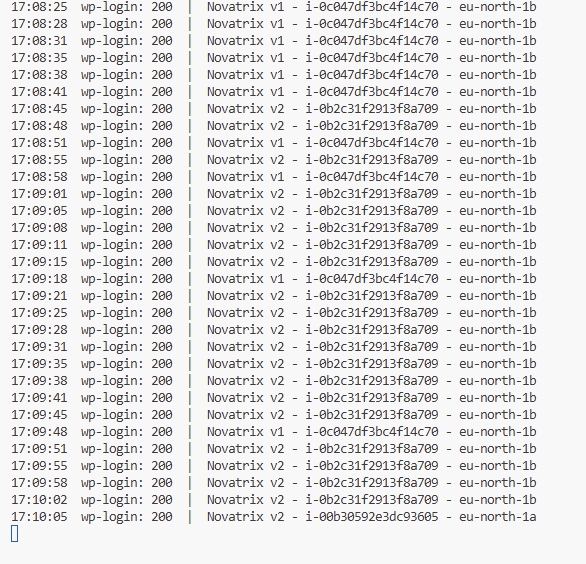 17:08:25 wp-login: 200 | Novatrix v1 - i-0c047df3bc4f14c70 - eu-north-1b
17:08:28 wp-login: 200 | Novatrix v1 - i-0c047df3bc4f14c70 - eu-north-1b
17:08:31 wp-login: 200 | Novatrix v1 - i-0c047df3bc4f14c70 - eu-north-1b
17:08:35 wp-login: 200 | Novatrix v1 - i-0c047df3bc4f14c70 - eu-north-1b
17:08:38 wp-login: 200 | Novatrix v1 - i-0c047df3bc4f14c70 - eu-north-1b
17:08:41 wp-login: 200 | Novatrix v1 - i-0c047df3bc4f14c70 - eu-north-1b
17:08:45 wp-login: 200 | Novatrix v2 - i-0b2c31f2913f8a709 - eu-north-1b
17:08:48 wp-login: 200 | Novatrix v2 - i-0b2c31f2913f8a709 - eu-north-1b
17:08:51 wp-login: 200 | Novatrix v1 - i-0c047df3bc4f14c70 - eu-north-1b
17:08:55 wp-login: 200 | Novatrix v2 - i-0b2c31f2913f8a709 - eu-north-1b
17:08:58 wp-login: 200 | Novatrix v1 - i-0c047df3bc4f14c70 - eu-north-1b
17:09:01 wp-login: 200 | Novatrix v2 - i-0b2c31f2913f8a709 - eu-north-1b
17:09:05 wp-login: 200 | Novatrix v2 - i-0b2c31f2913f8a709 - eu-north-1b
17:09:08 wp-login: 200 | Novatrix v2 - i-0b2c31f2913f8a709 - eu-north-1b
17:09:11 wp-login: 200 | Novatrix v2 - i-0b2c31f2913f8a709 - eu-north-1b
17:09:15 wp-login: 200 | Novatrix v2 - i-0b2c31f2913f8a709 - eu-north-1b
17:09:18 wp-login: 200 | Novatrix v1 - i-0c047df3bc4f14c70 - eu-north-1b
17:09:21 wp-login: 200 | Novatrix v2 - i-0b2c31f2913f8a709 - eu-north-1b
17:09:25 wp-login: 200 | Novatrix v2 - i-0b2c31f2913f8a709 - eu-north-1b
17:09:28 wp-login: 200 | Novatrix v2 - i-0b2c31f2913f8a709 - eu-north-1b
17:09:31 wp-login: 200 | Novatrix v2 - i-0b2c31f2913f8a709 - eu-north-1b
17:09:35 wp-login: 200 | Novatrix v2 - i-0b2c31f2913f8a709 - eu-north-1b
17:09:38 wp-login: 200 | Novatrix v2 - i-0b2c31f2913f8a709 - eu-north-1b
17:09:41 wp-login: 200 | Novatrix v2 - i-0b2c31f2913f8a709 - eu-north-1b
17:09:45 wp-login: 200 | Novatrix v2 - i-0b2c31f2913f8a709 - eu-north-1b
17:09:48 wp-login: 200 | Novatrix v1 - i-0c047df3bc4f14c70 - eu-north-1b
17:09:51 wp-login: 200 | Novatrix v2 - i-0b2c31f2913f8a709 - eu-north-1b
17:09:55 wp-login: 200 | Novatrix v2 - i-0b2c31f2913f8a709 - eu-north-1b
17:09:58 wp-login: 200 | Novatrix v2 - i-0b2c31f2913f8a709 - eu-north-1b
17:10:02 wp-login: 200 | Novatrix v2 - i-0b2c31f2913f8a709 - eu-north-1b
17:10:05 wp-login: 200 | Novatrix v2 - i-00b30592e3dc93605 - eu-north-1a